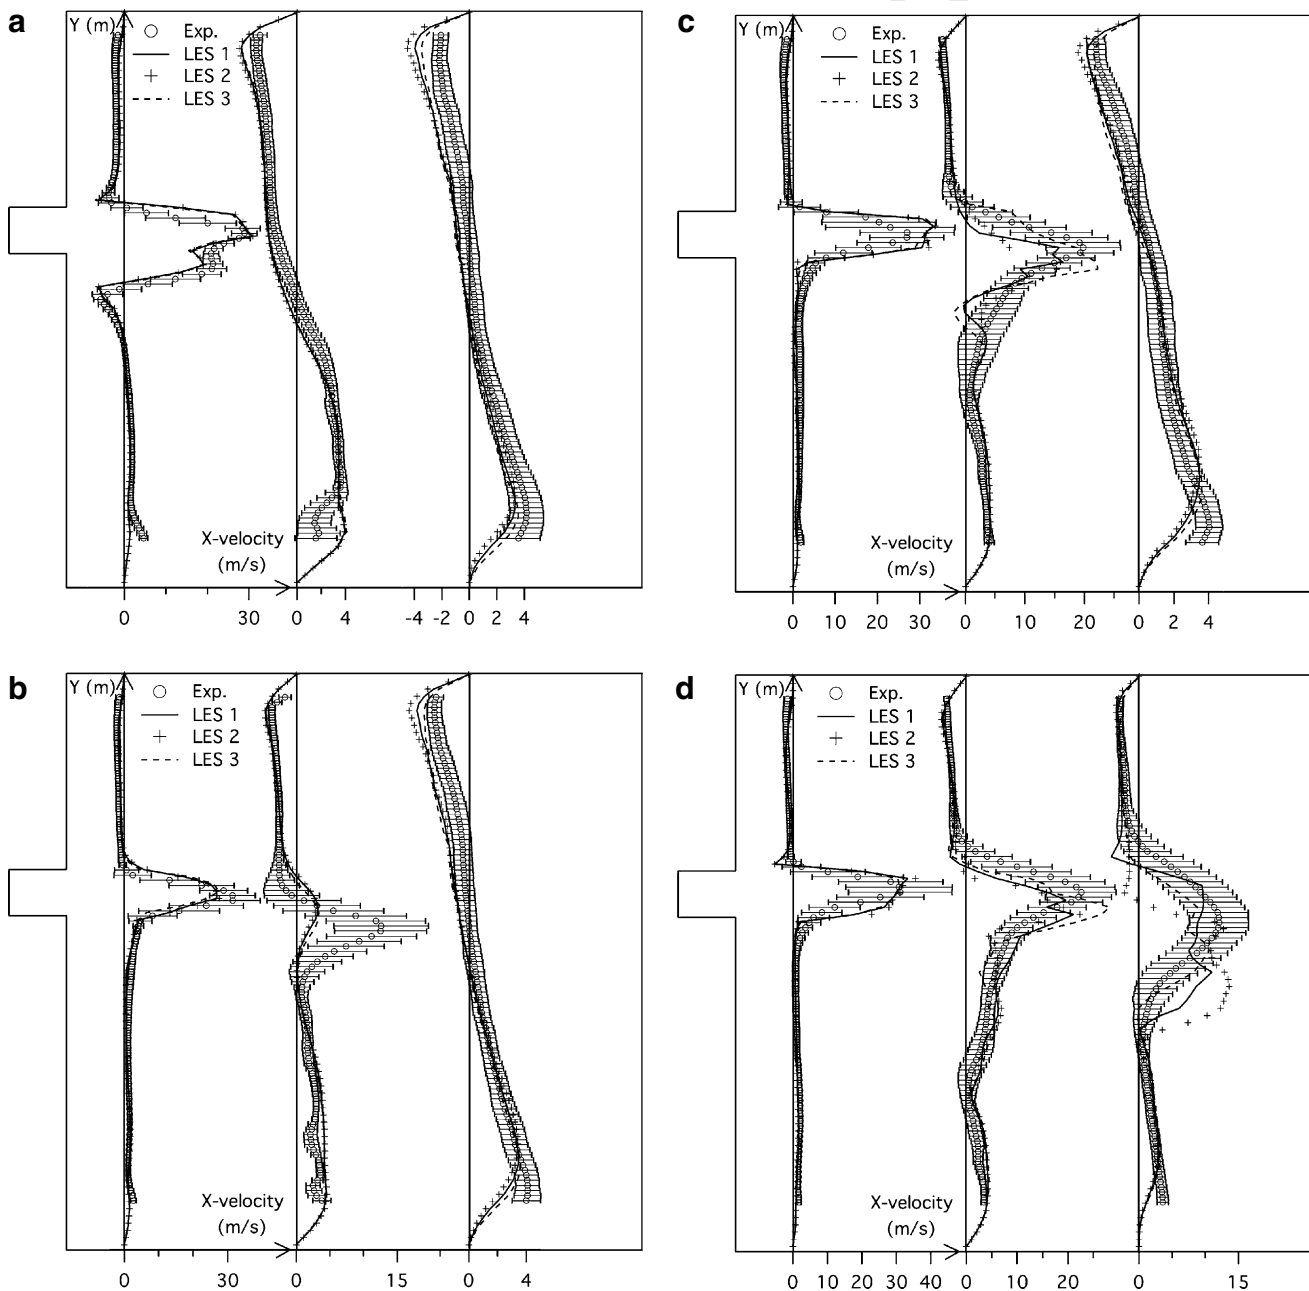 a
Y (m)
Exp.
LES 1
LES 2
LES 3
X-velocity
(m/s)
0 30 0 4 -4 -2 0 2 4
c
Y (m)
Exp.
LES 1
LES 2
LES 3
X-velocity
(m/s)
0 10 20 30 0 10 20 0 2 4
b
Y (m)
Exp.
LES 1
LES 2
LES 3
X-velocity
(m/s)
0 30 0 15 0 4
d
Y (m)
Exp.
LES 1
LES 2
LES 3
X-velocity
(m/s)
0 10 20 30 40 0 10 20 0 15